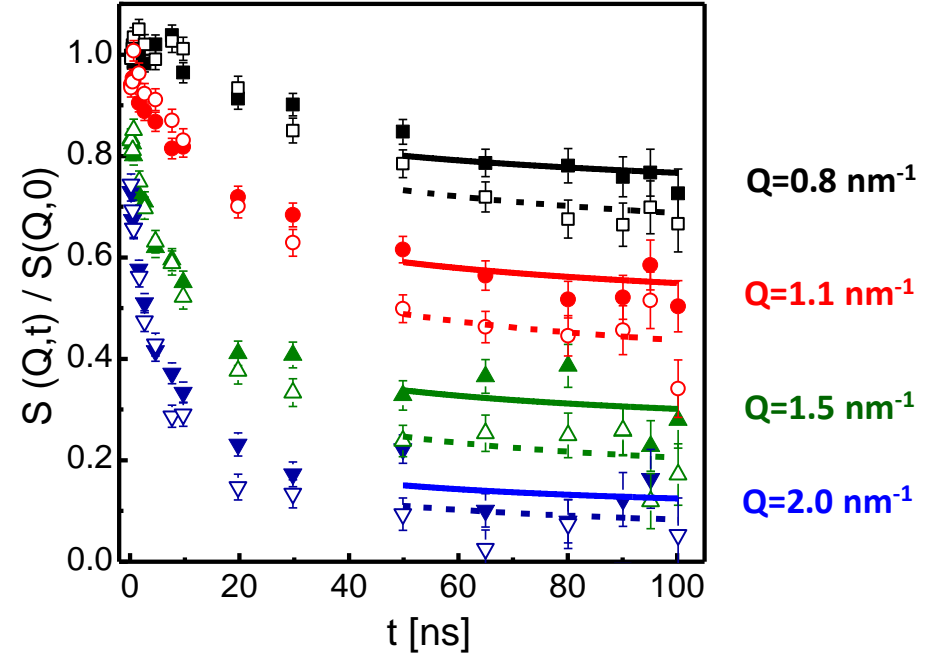 S (Q,t) / S(Q,0)
1.0
0.8
0.6
0.4
0.2
0.0
0 20 40 60 80 100
t [ns]
Q=0.8 nm⁻¹
Q=1.1 nm⁻¹
Q=1.5 nm⁻¹
Q=2.0 nm⁻¹